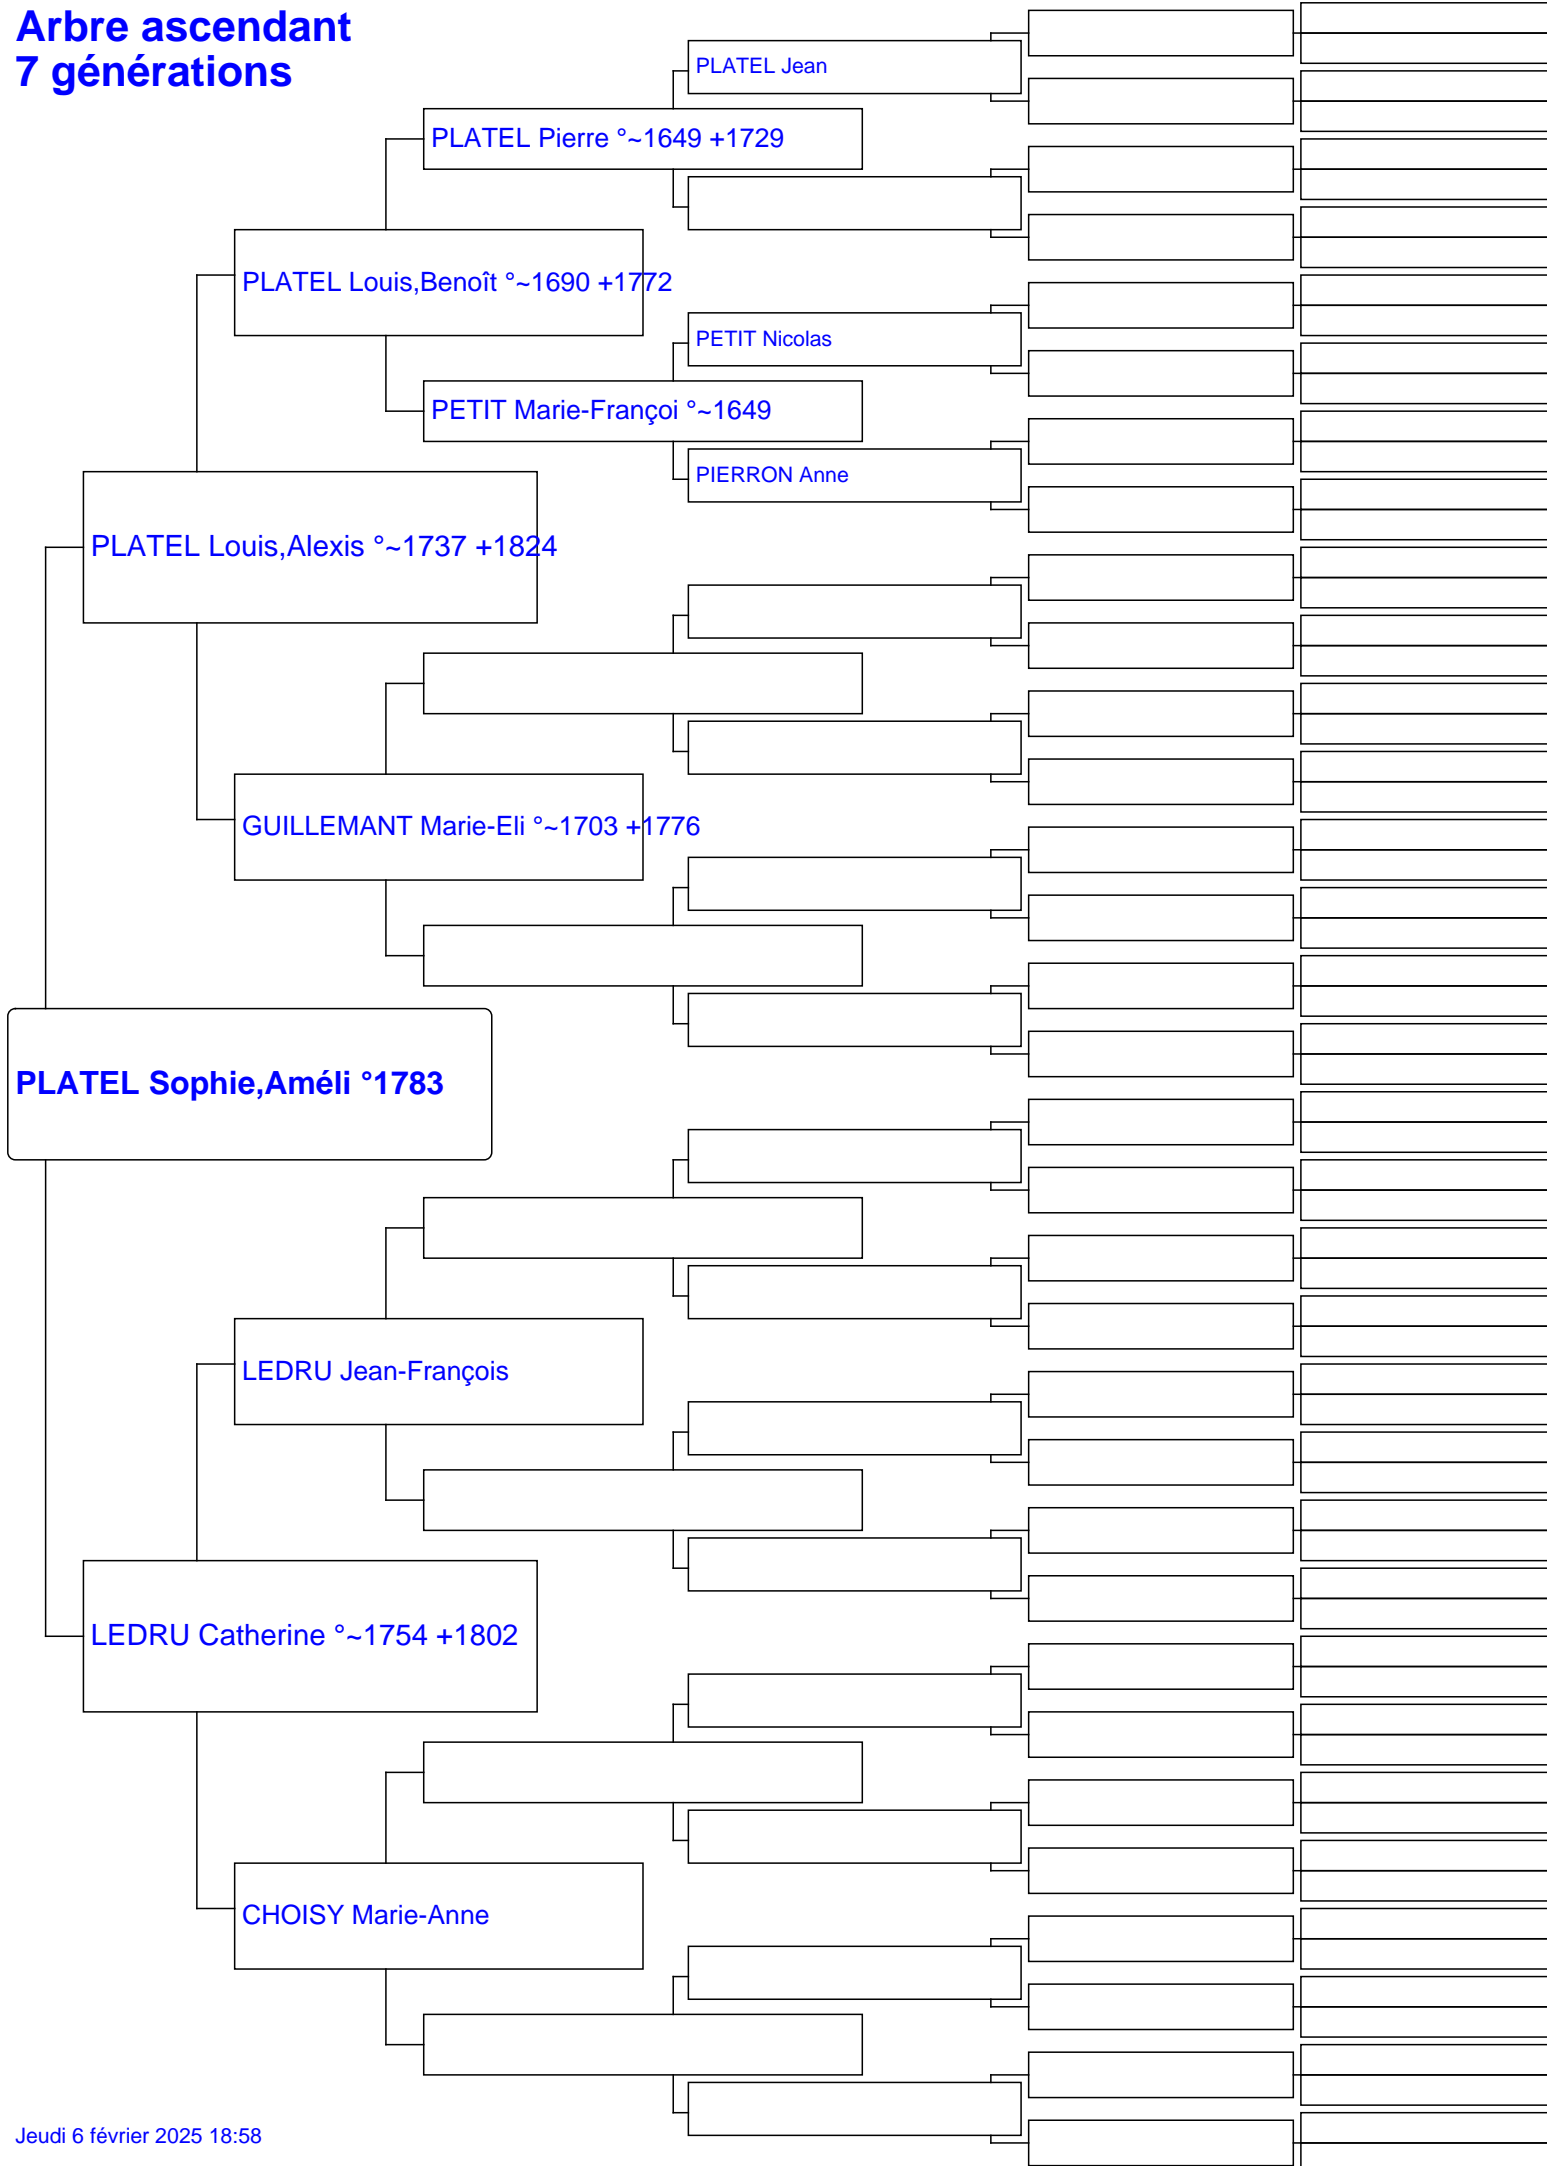 Arbre ascendant
7 générations
PLATEL Jean
PLATEL Pierre °~1649 +1729
PLATEL Louis,Benoît °~1690 +1772
PETIT Nicolas
PETIT Marie-Françoi °~1649
PIERRON Anne
PLATEL Louis,Alexis °~1737 +1824
GUILLEMANT Marie-Eli °~1703 +1776
PLATEL Sophie,Améli °1783
LEDRU Jean-François
LEDRU Catherine °~1754 +1802
CHOISY Marie-Anne
Jeudi 6 février 2025 18:58